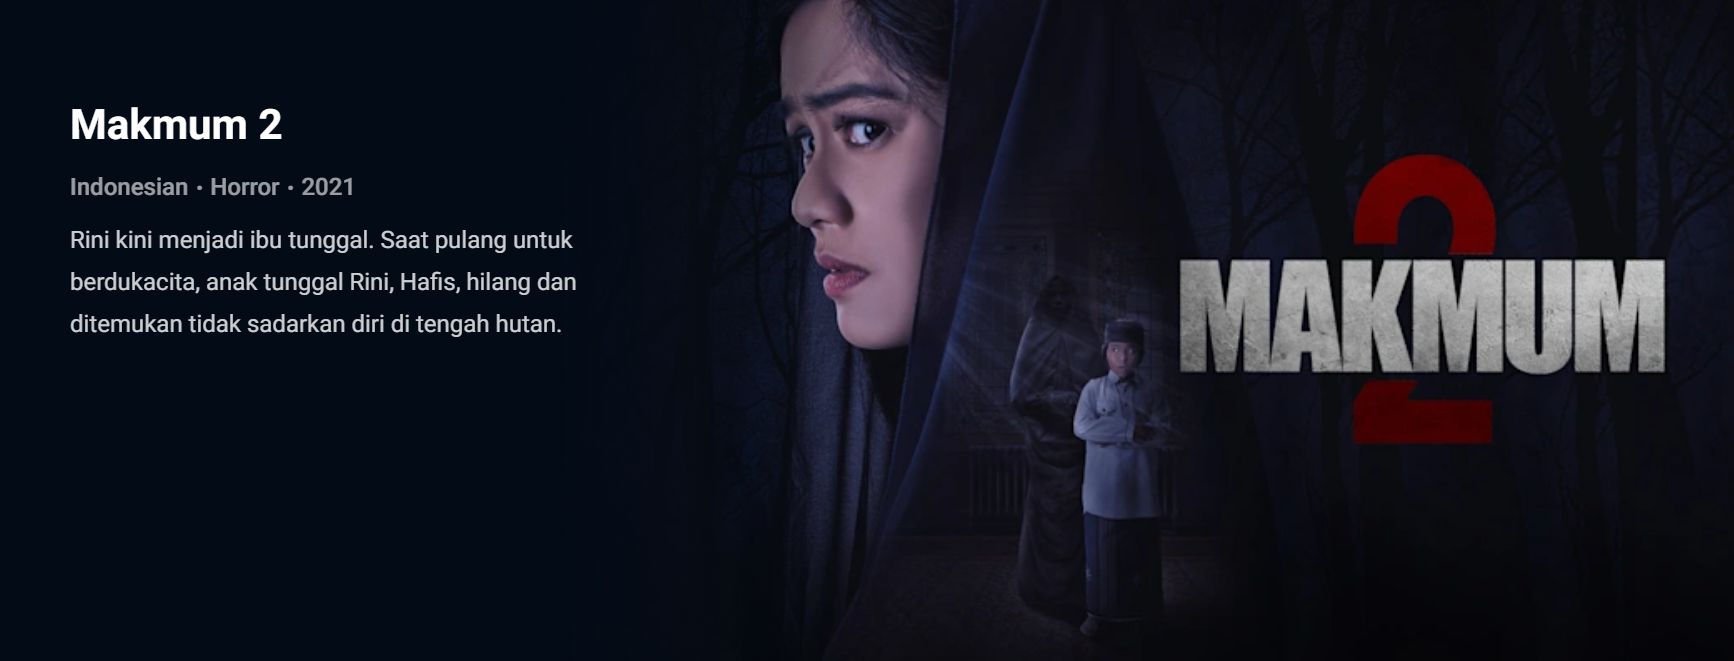 Makmum 2
Indonesian · Horror · 2021
Rini kini menjadi ibu tunggal. Saat pulang untuk
berdukacita, anak tunggal Rini, Hafis, hilang dan
ditemukan tidak sadarkan diri di tengah hutan.
2
MAKMUM